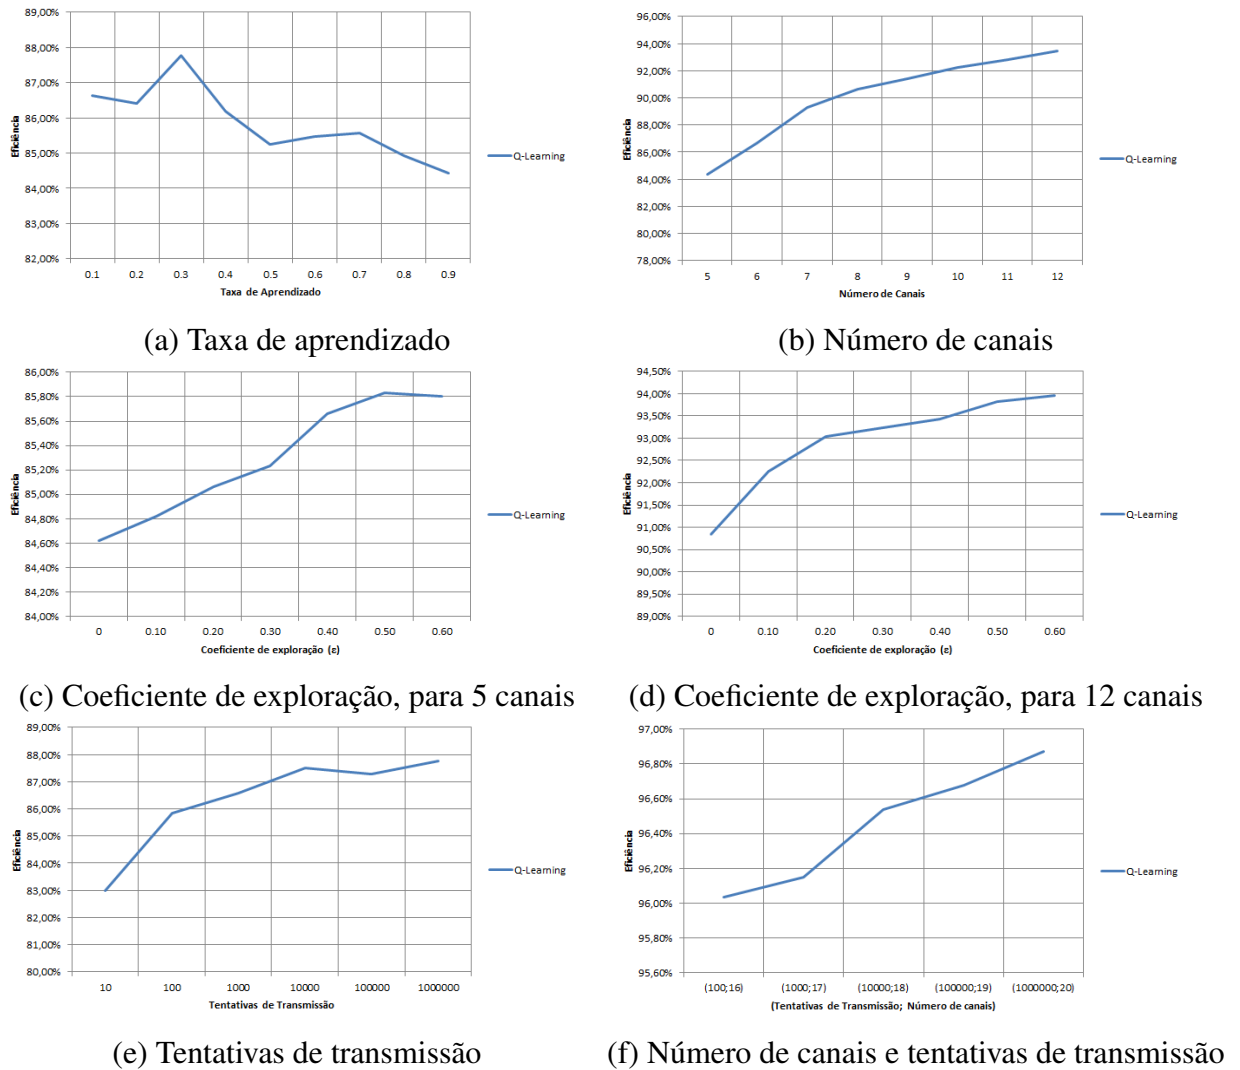 89,00%
88,00%
87,00%
86,00%
85,00%
84,00%
83,00%
82,00%
Eficiência
0.1 0.2 0.3 0.4 0.5 0.6 0.7 0.8 0.9
Taxa de Aprendizado
Q-Learning
(a) Taxa de aprendizado
96,00%
94,00%
92,00%
90,00%
88,00%
86,00%
84,00%
82,00%
80,00%
78,00%
Eficiência
5 6 7 8 9 10 11 12
Número de Canais
Q-Learning
(b) Número de canais
86,00%
85,80%
85,60%
85,40%
85,20%
85,00%
84,80%
84,60%
84,40%
84,20%
84,00%
Eficiência
0 0.10 0.20 0.30 0.40 0.50 0.60
Coeficiente de exploração (ε)
Q-Learning
(c) Coeficiente de exploração, para 5 canais
94,50%
94,00%
93,50%
93,00%
92,50%
92,00%
91,50%
91,00%
90,50%
90,00%
89,50%
89,00%
Eficiência
0 0.10 0.20 0.30 0.40 0.50 0.60
Coeficiente de exploração (ε)
Q-Learning
(d) Coeficiente de exploração, para 12 canais
89,00%
88,00%
87,00%
86,00%
85,00%
84,00%
83,00%
82,00%
81,00%
80,00%
Eficiência
10 100 1000 10000 100000 1000000
Tentativas de Transmissão
Q-Learning
(e) Tentativas de transmissão
97,00%
96,80%
96,60%
96,40%
96,20%
96,00%
95,80%
95,60%
Eficiência
(100;16) (1000;17) (10000;18) (100000;19) (1000000;20)
(Tentativas de Transmissão; Número de canais)
Q-Learning
(f) Número de canais e tentativas de transmissão